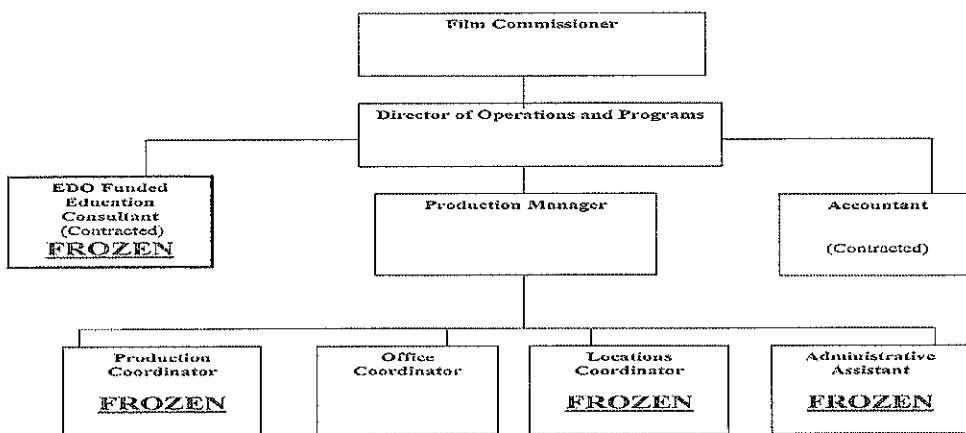 Film Commissioner
Director of Operations and Programs
EDO Funded
Education
Consultant
(Contracted)
FROZEN
Production Manager
Accountant
(Contracted)
Production
Coordinator
FROZEN
Office
Coordinator
Locations
Coordinator
FROZEN
Administrative
Assistant
FROZEN